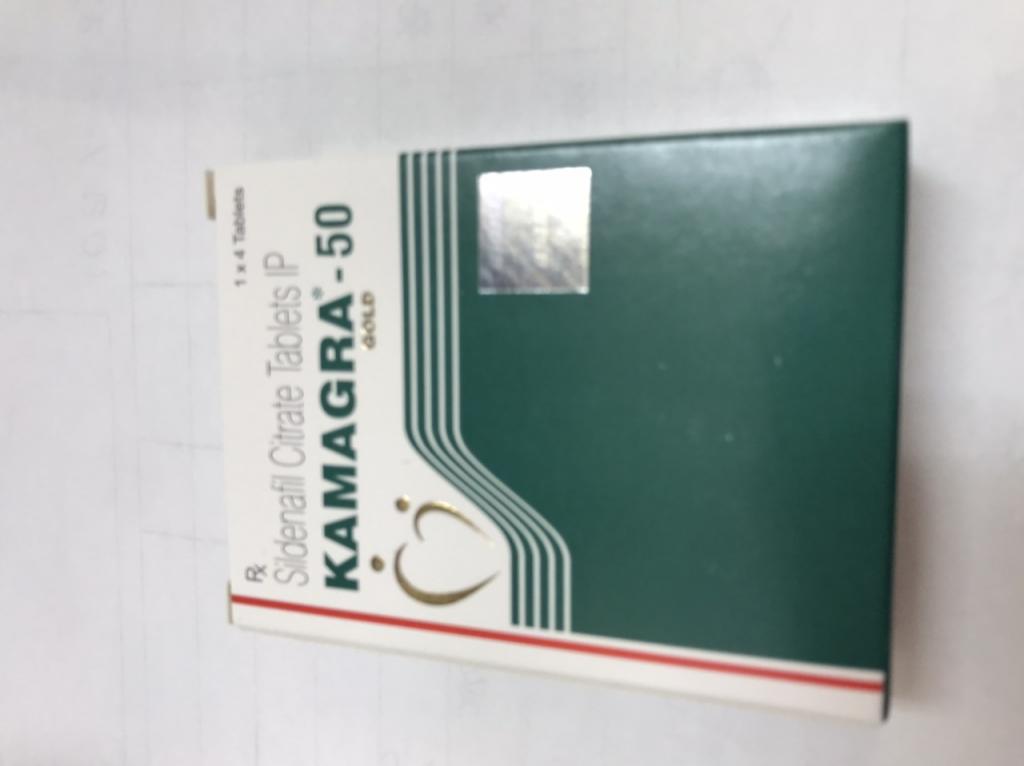 1 x 4 Tablets
Rx
Sildenafil Citrate Tablets IP
KAMAGRA® - 50
GOLD